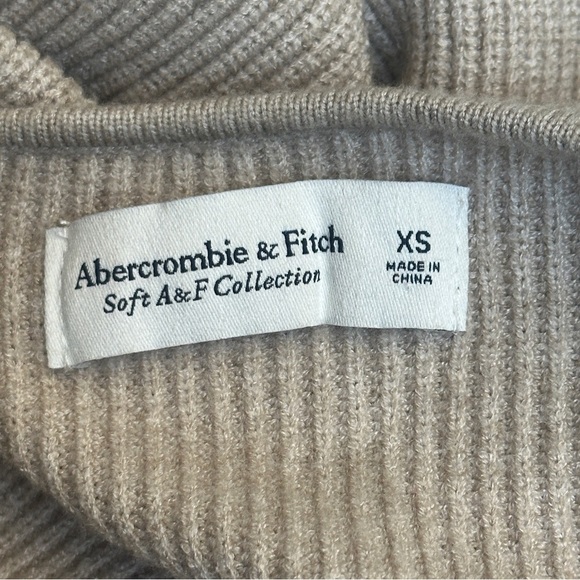 Abercrombie & Fitch
Soft A&F Collection
XS
MADE IN
CHINA